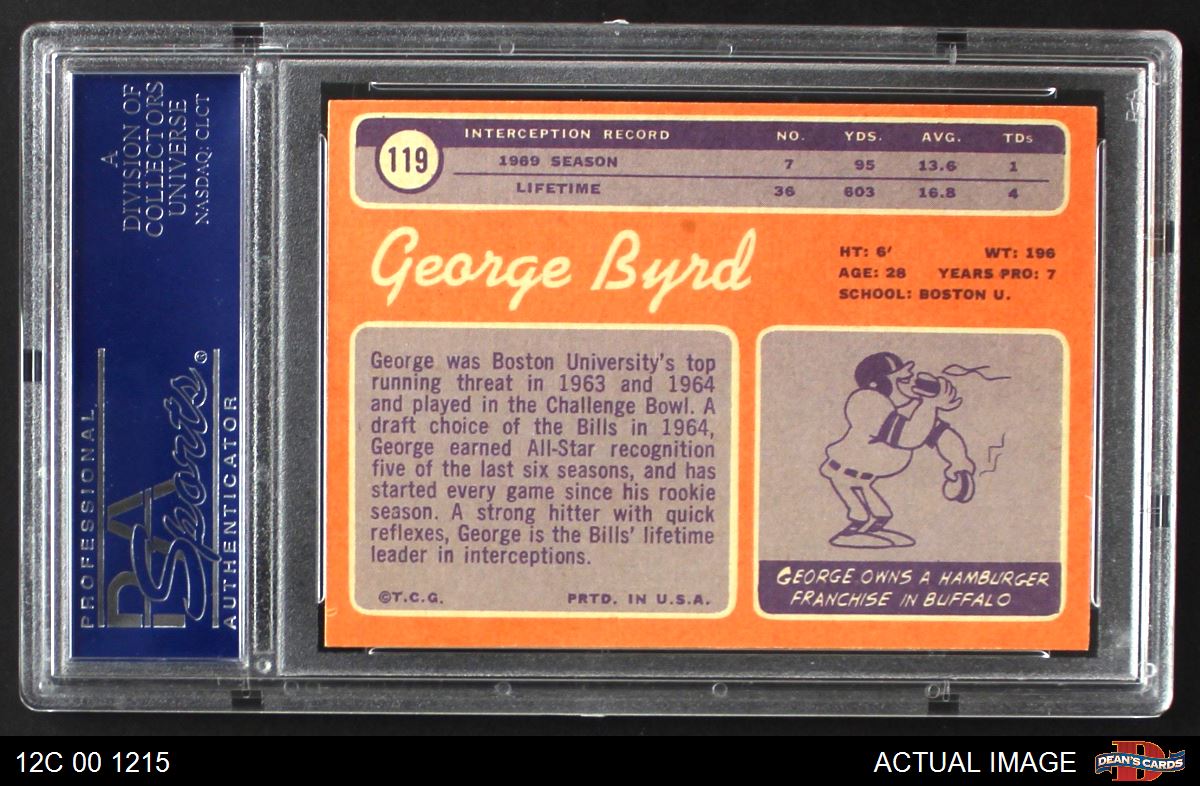 A
DIVISION OF
COLLECTORS
UNIVERSE
NASDAQ: CLCT
PROFESSIONAL
PSA
Sports®
AUTHENTICATOR
119
INTERCEPTION RECORD NO. YDS. AVG. TDs
1969 SEASON 7 95 13.6 1
LIFETIME 36 603 16.8 4
George Byrd
HT: 6' WT: 196
AGE: 28 YEARS PRO: 7
SCHOOL: BOSTON U.
George was Boston University's top
running threat in 1963 and 1964
and played in the Challenge Bowl. A
draft choice of the Bills in 1964,
George earned All-Star recognition
five of the last six seasons, and has
started every game since his rookie
season. A strong hitter with quick
reflexes, George is the Bills' lifetime
leader in interceptions.
©T.C.G. PRTD. IN U.S.A.
GEORGE OWNS A HAMBURGER
FRANCHISE IN BUFFALO
12C 00 1215
ACTUAL IMAGE
D
DEAN'S CARDS